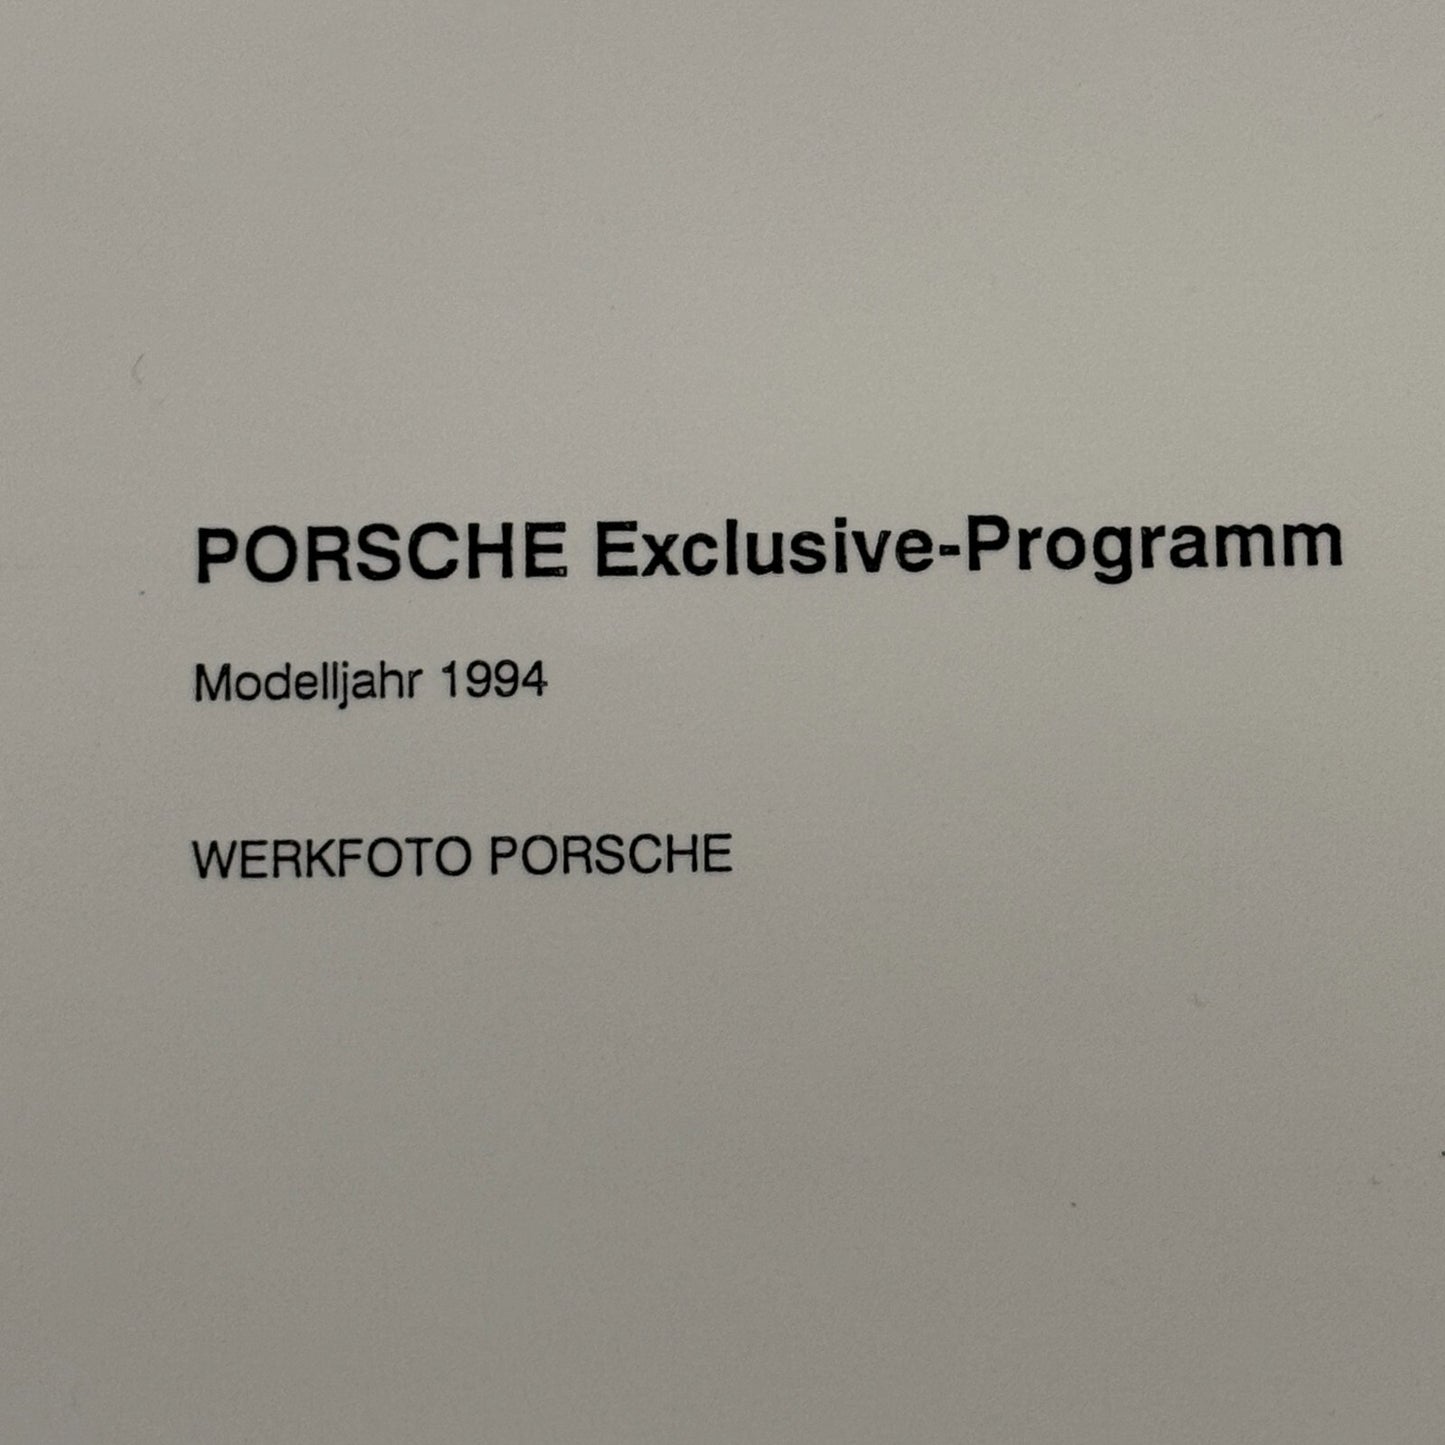 PORSCHE Exclusive-Programm
Modelljahr 1994
WERKFOTO PORSCHE